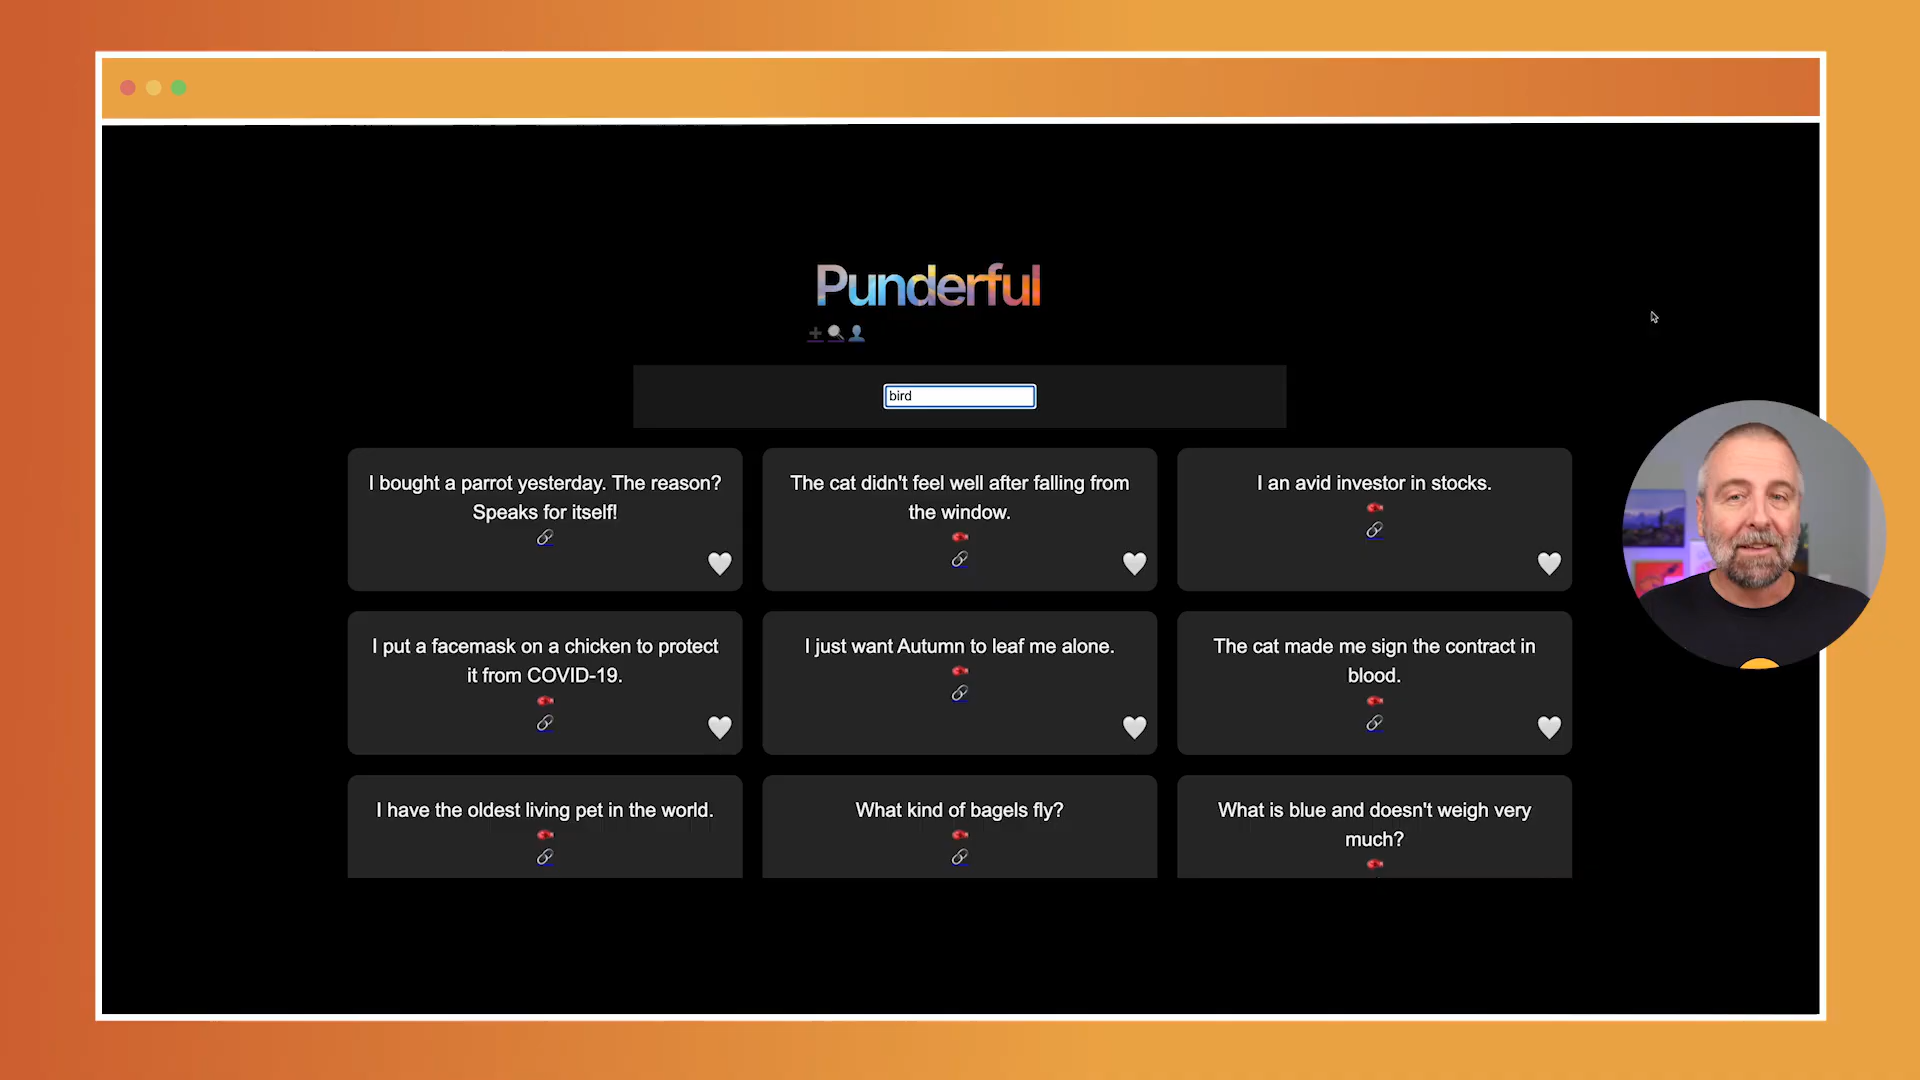 Punderful
bird
I bought a parrot yesterday. The reason?
Speaks for itself!
The cat didn't feel well after falling from
the window.
I an avid investor in stocks.
I put a facemask on a chicken to protect
it from COVID-19.
I just want Autumn to leaf me alone.
The cat made me sign the contract in
blood.
I have the oldest living pet in the world.
What kind of bagels fly?
What is blue and doesn't weigh very
much?